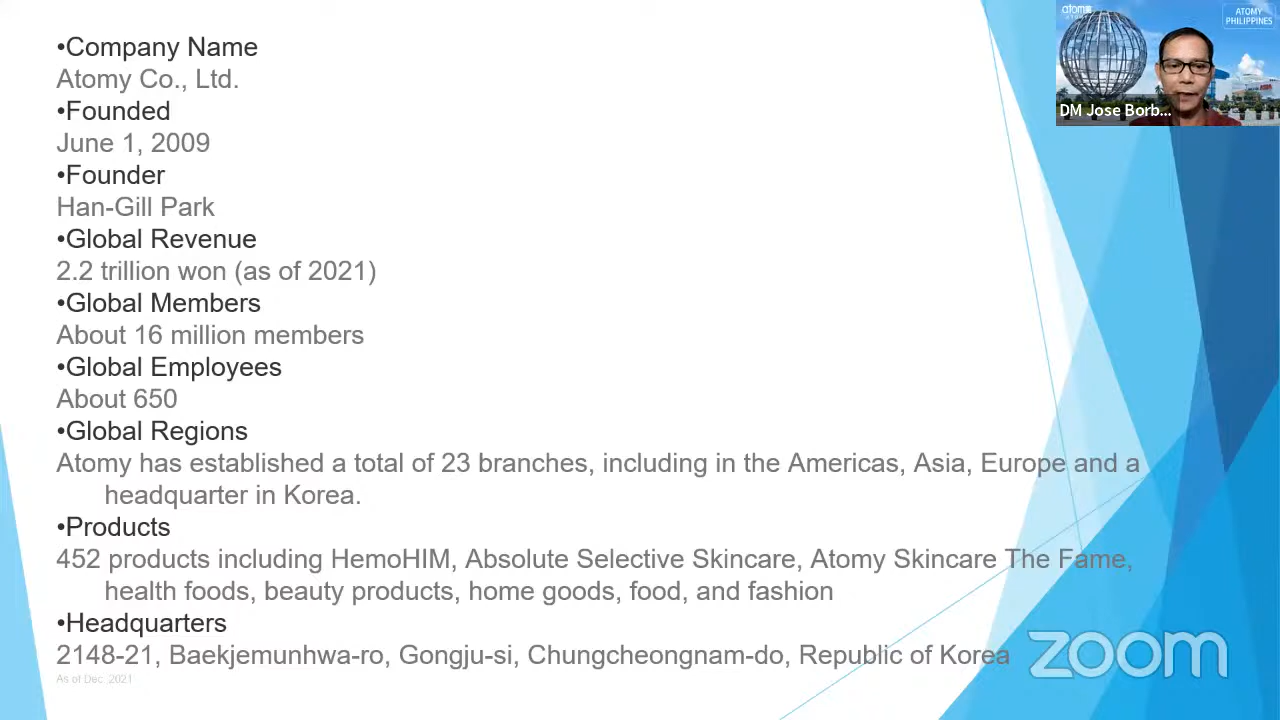 •Company Name
Atomy Co., Ltd.
•Founded
June 1, 2009
•Founder
Han-Gill Park
•Global Revenue
2.2 trillion won (as of 2021)
•Global Members
About 16 million members
•Global Employees
About 650
•Global Regions
Atomy has established a total of 23 branches, including in the Americas, Asia, Europe and a
headquarter in Korea.
•Products
452 products including HemoHIM, Absolute Selective Skincare, Atomy Skincare The Fame,
health foods, beauty products, home goods, food, and fashion
•Headquarters
2148-21, Baekjemunhwa-ro, Gongju-si, Chungcheongnam-do, Republic of Korea
As of Dec. 2021
ATOMY
PHILIPPINES
DM Jose Borb...
zoom